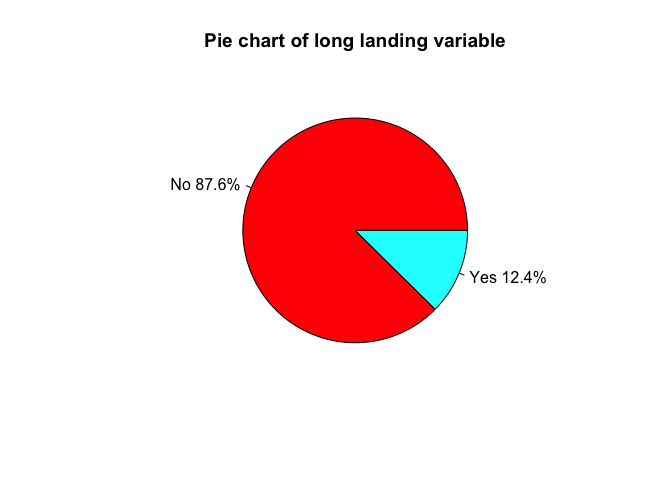 Pie chart of long landing variable
No 87.6%
Yes 12.4%